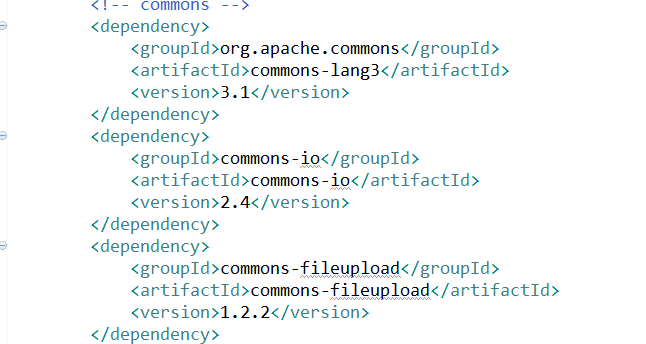 <!-- commons -->
<dependency>
<groupId>org.apache.commons</groupId>
<artifactId>commons-lang3</artifactId>
<version>3.1</version>
</dependency>
<dependency>
<groupId>commons-io</groupId>
<artifactId>commons-io</artifactId>
<version>2.4</version>
</dependency>
<dependency>
<groupId>commons-fileupload</groupId>
<artifactId>commons-fileupload</artifactId>
<version>1.2.2</version>
</dependency>